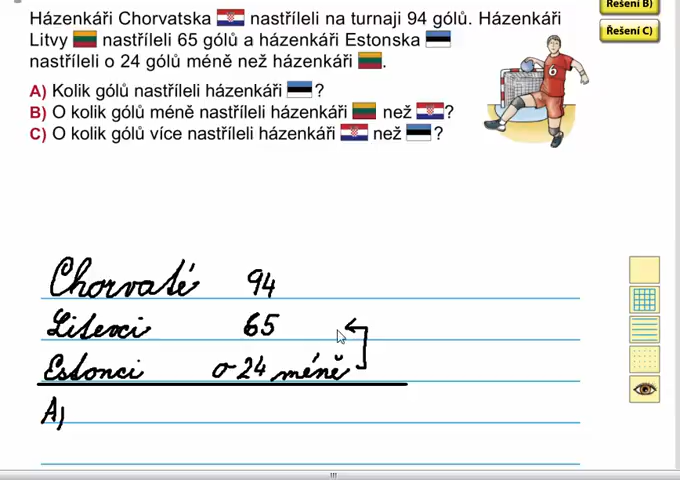 Házenkáři Chorvatska nastříleli na turnaji 94 gólů. Házenkáři
Litvy nastříleli 65 gólů a házenkáři Estonska
nastříleli o 24 gólů méně než házenkáři .
A) Kolik gólů nastříleli házenkáři ?
B) O kolik gólů méně nastříleli házenkáři než ?
C) O kolik gólů více nastříleli házenkáři než ?
Řešení B)
Řešení C)
6
Chorvaté 94
Litevci 65
Estonci o 24 méně
A)